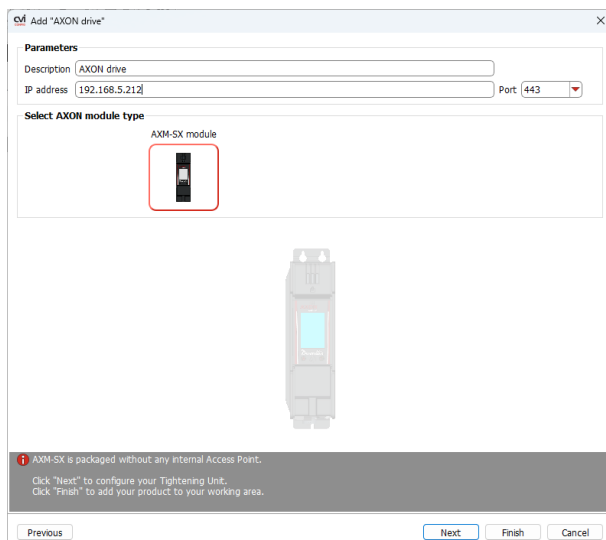 CVI
Add "AXON drive"
Parameters
Description AXON drive
IP address 192.168.5.212 Port 443
Select AXON module type
AXM-SX module
AXM-SX is packaged without any internal Access Point.
Click "Next" to configure your Tightening Unit.
Click "Finish" to add your product to your working area.
Previous Next Finish Cancel